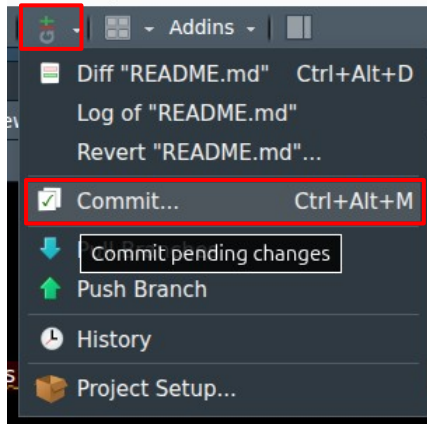 Addins
Diff "README.md" Ctrl+Alt+D
Log of "README.md"
Revert "README.md"...
Commit... Ctrl+Alt+M
Commit pending changes
Push Branch
History
Project Setup...